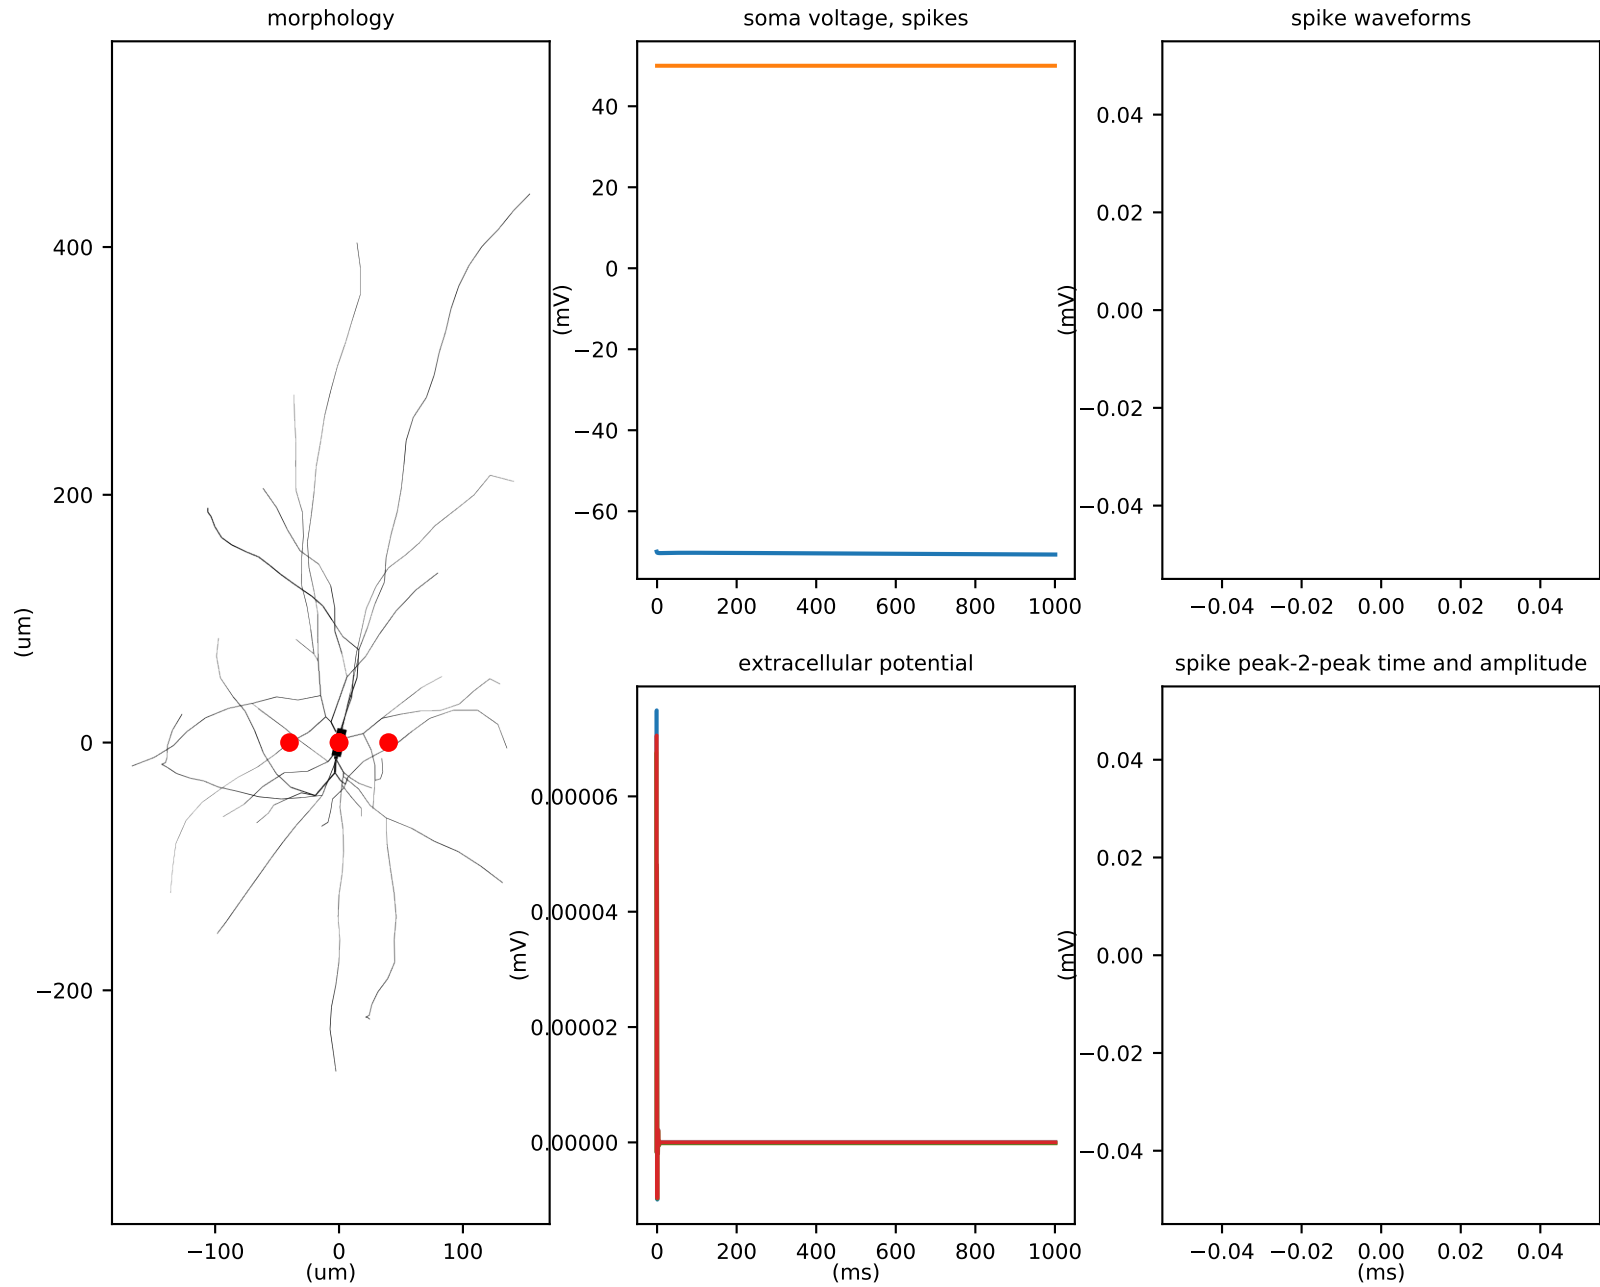 morphology
400
200
0
−200
(um)
−100 0 100
(um)
soma voltage, spikes
40
20
0
−20
−40
−60
(mV)
0 200 400 600 800 1000
spike waveforms
0.04
0.02
0.00
−0.02
−0.04
(mV)
−0.04 −0.02 0.00 0.02 0.04
extracellular potential
0.00006
0.00004
0.00002
0.00000
(mV)
0 200 400 600 800 1000
(ms)
spike peak-2-peak time and amplitude
0.04
0.02
0.00
−0.02
−0.04
(mV)
−0.04 −0.02 0.00 0.02 0.04
(ms)